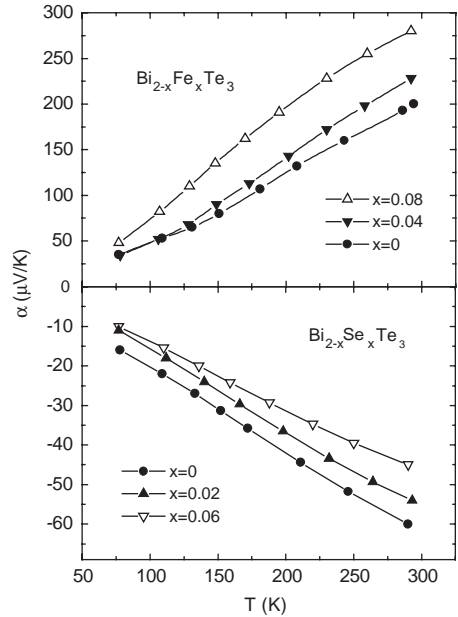 300
250
200
150
100
50
0
Bi2-xFexTe3
x=0.08
x=0.04
x=0
α (μV/K)
-10
-20
-30
-40
-50
-60
Bi2-xSexTe3
x=0
x=0.02
x=0.06
50 100 150 200 250 300
T (K)